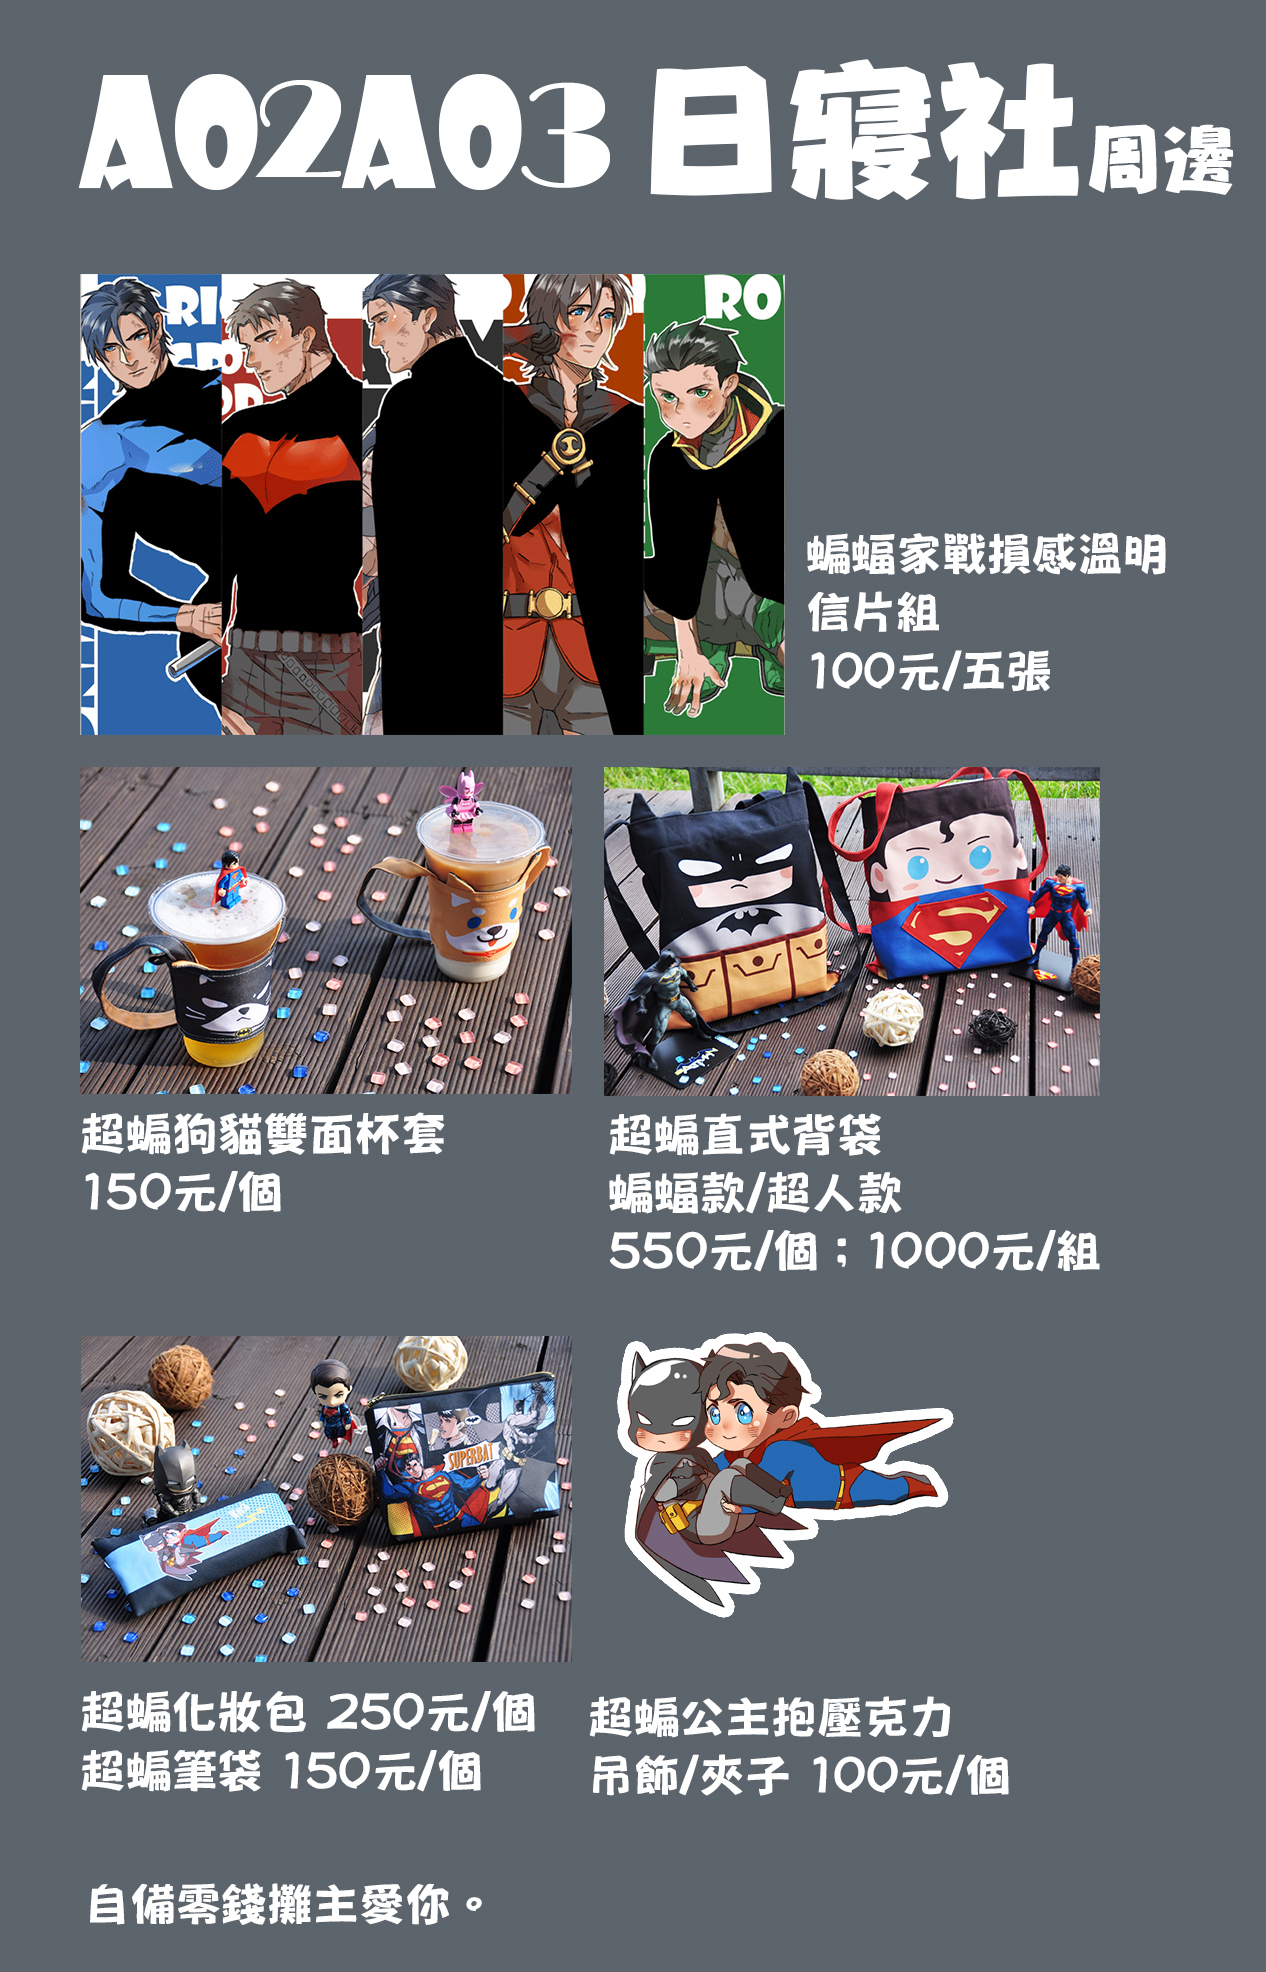 A02A03 日寢社周邊
RI
RO
蝙蝠家戰損感溫明
信片組
100元/五張
超蝙狗貓雙面杯套
150元/個
超蝙直式背袋
蝙蝠款/超人款
550元/個；1000元/組
SUPERBAT
超蝙化妝包 250元/個
超蝙筆袋 150元/個
超蝙公主抱壓克力
吊飾/夾子 100元/個
自備零錢攤主愛你。